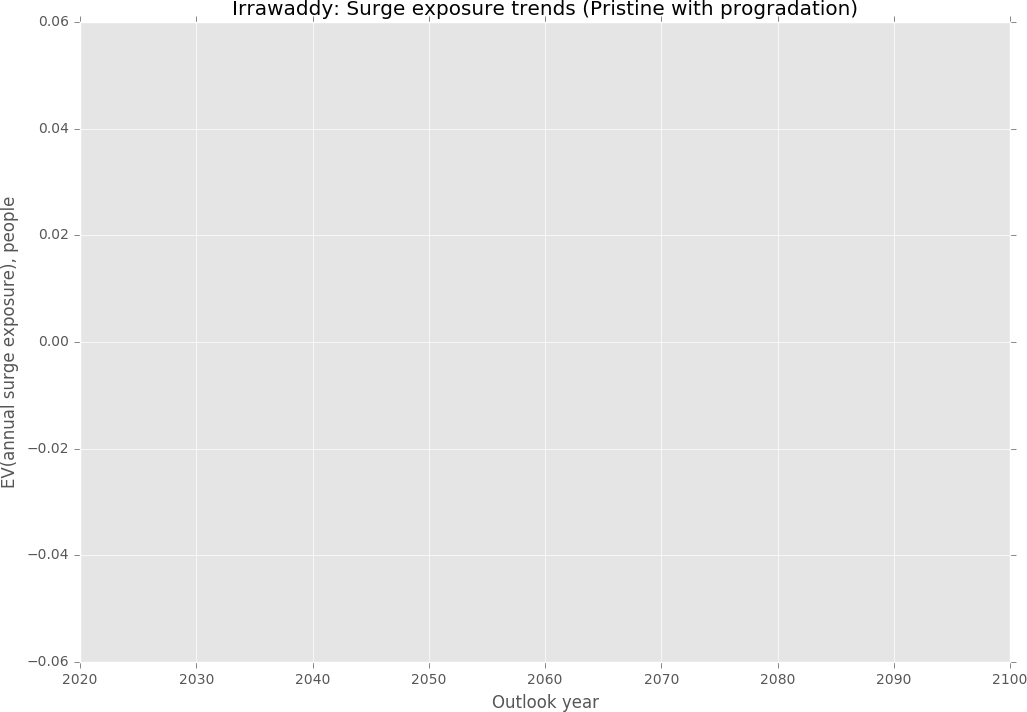 Irrawaddy: Surge exposure trends (Pristine with progradation)
EV(annual surge exposure), people
0.06
0.04
0.02
0.00
−0.02
−0.04
−0.06
2020 2030 2040 2050 2060 2070 2080 2090 2100
Outlook year